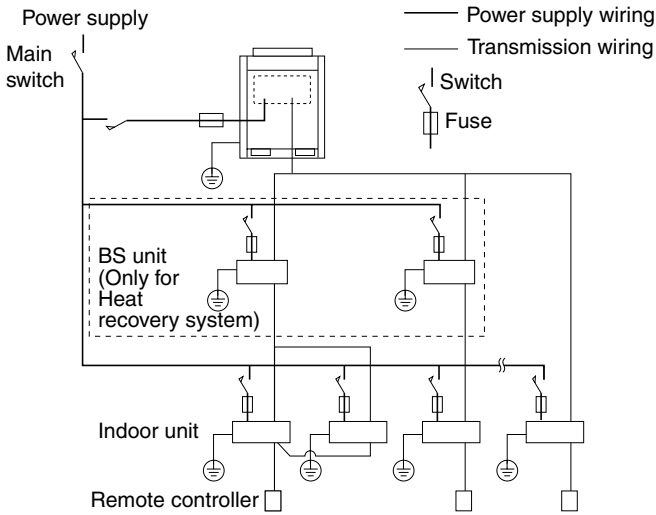 Power supply
Main
switch
Power supply wiring
Transmission wiring
Switch
Fuse
BS unit
(Only for
Heat
recovery system)
Indoor unit
Remote controller